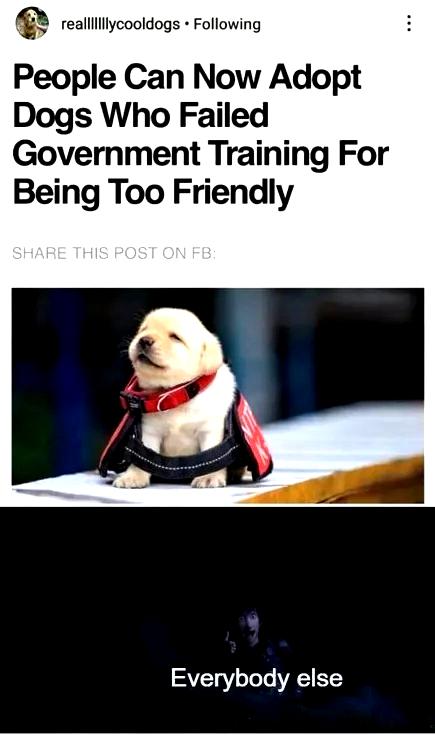 realllllllycooldogs • Following
People Can Now Adopt
Dogs Who Failed
Government Training For
Being Too Friendly
SHARE THIS POST ON FB:
Everybody else